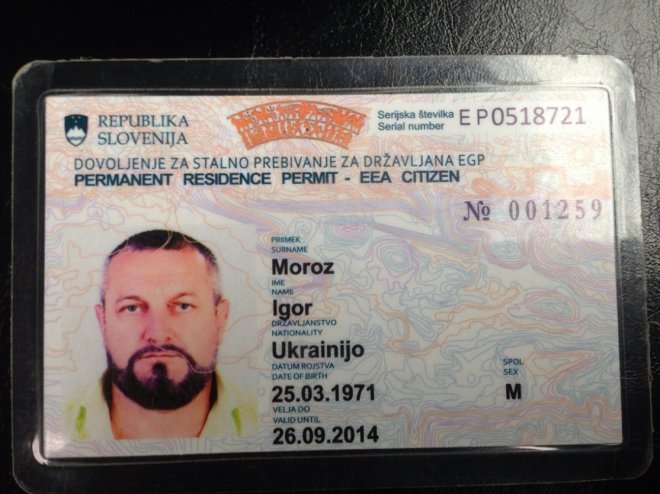 REPUBLIKA
SLOVENIJA
Serijska številka
Serial number
EP0518721
DOVOLJENJE ZA STALNO PREBIVANJE ZA DRŽAVLJANA EGP
PERMANENT RESIDENCE PERMIT - EEA CITIZEN
№ 001259
PRIIMEK
SURNAME
Moroz
IME
NAME
Igor
DRŽAVLJANSTVO
NATIONALITY
Ukrainijo
DATUM ROJSTVA
DATE OF BIRTH
SPOL
SEX
25.03.1971
M
VELJA DO
VALID UNTIL
26.09.2014